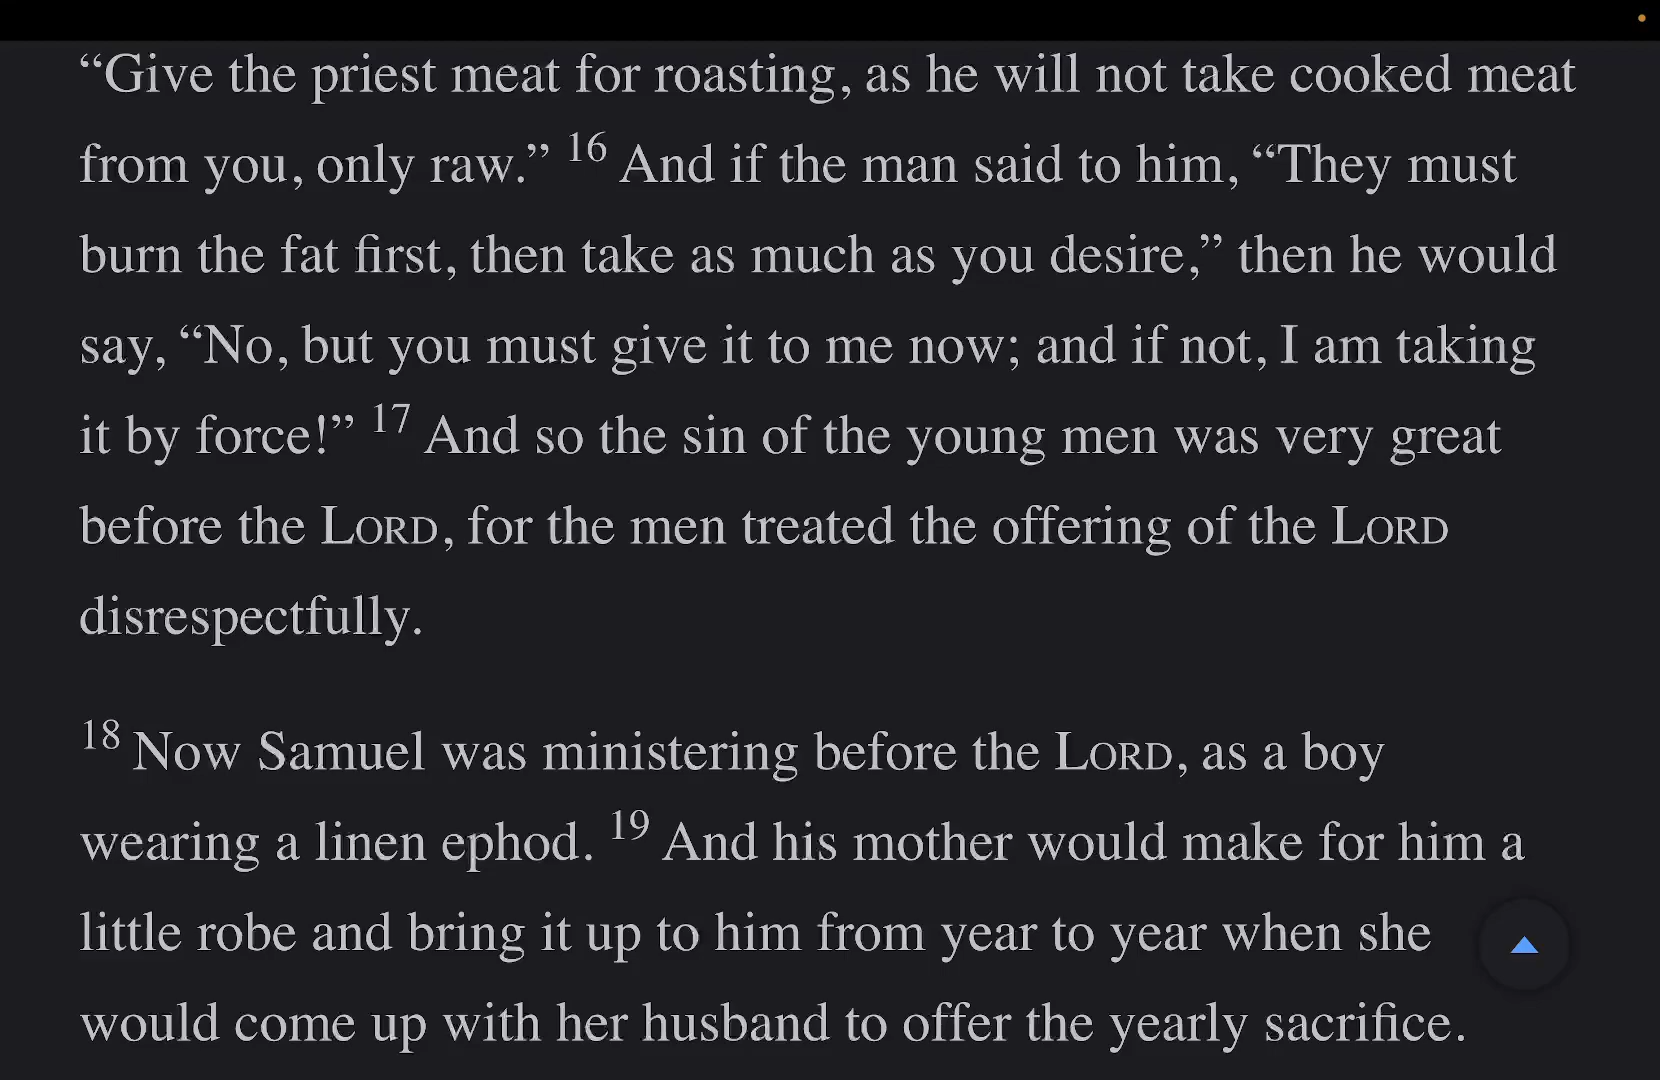 “Give the priest meat for roasting, as he will not take cooked meat
from you, only raw.” 16 And if the man said to him, “They must
burn the fat first, then take as much as you desire,” then he would
say, “No, but you must give it to me now; and if not, I am taking
it by force!” 17 And so the sin of the young men was very great
before the LORD, for the men treated the offering of the LORD
disrespectfully.
18 Now Samuel was ministering before the LORD, as a boy
wearing a linen ephod. 19 And his mother would make for him a
little robe and bring it up to him from year to year when she
would come up with her husband to offer the yearly sacrifice.